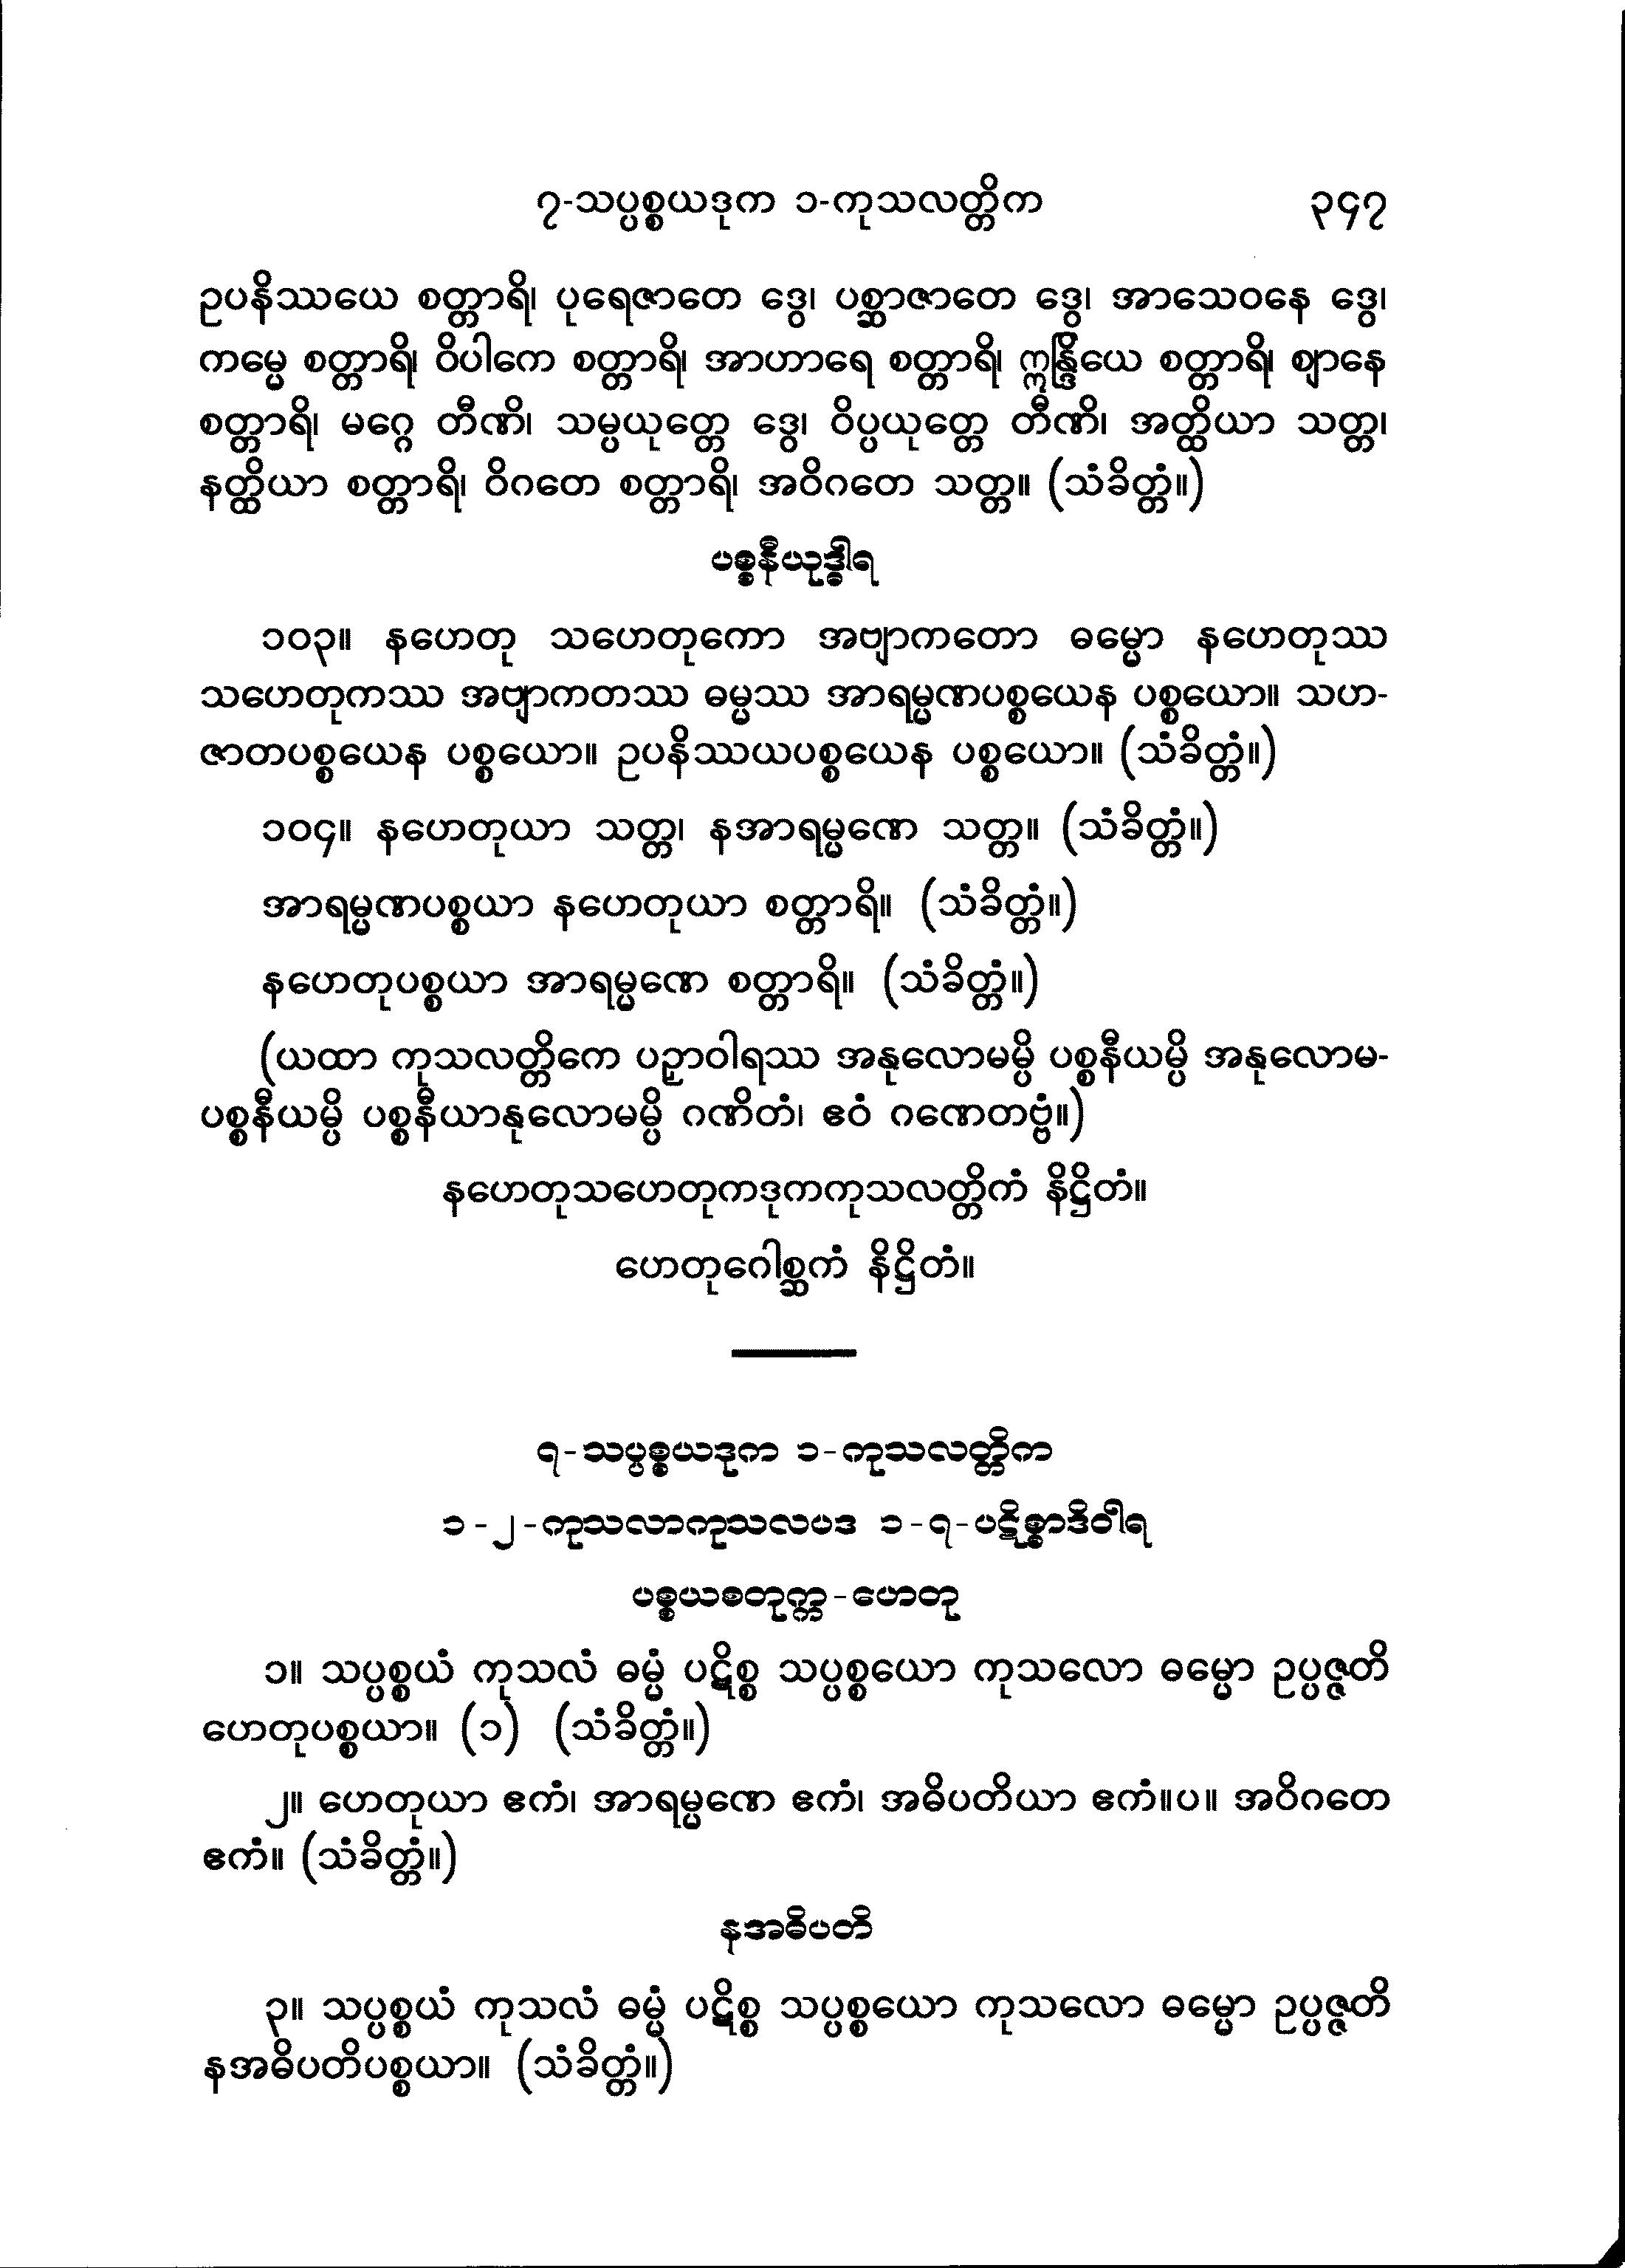 ၇-သပ္ပစ္စယဒုက ၁-ကုသလတ္တိက ၃၄၇
ဥပနိဿယေ စတ္တာရိ၊ ပုရေဇာတေ ဒွေ၊ ပစ္ဆာဇာတေ ဒွေ၊ အာသေဝနေ ဒွေ၊
ကမ္မေ စတ္တာရိ၊ ဝိပါကေ စတ္တာရိ၊ အာဟာရေ စတ္တာရိ၊ ဣန္ဒြိယေ စတ္တာရိ၊ ဈာနေ
စတ္တာရိ၊ မဂ္ဂေ တီဏိ၊ သမ္ပယုတ္တေ ဒွေ၊ ဝိပ္ပယုတ္တေ တီဏိ၊ အတ္ထိယာ သတ္တ၊
နတ္ထိယာ စတ္တာရိ၊ ဝိဂတေ စတ္တာရိ၊ အဝိဂတေ သတ္တ။ (သံခိတ္တံ။)
ပစ္စနီယုဒ္ဓါရ
၁၀၃။ နဟေတု သဟေတုကော အဗျာကတော ဓမ္မော နဟေတုဿ
သဟေတုကဿ အဗျာကတဿ ဓမ္မဿ အာရမ္မဏပစ္စယေန ပစ္စယော။ သဟ-
ဇာတပစ္စယေန ပစ္စယော။ ဥပနိဿယပစ္စယေန ပစ္စယော။ (သံခိတ္တံ။)
၁၀၄။ နဟေတုယာ သတ္တ၊ နအာရမ္မဏေ သတ္တ။ (သံခိတ္တံ။)
အာရမ္မဏပစ္စယာ နဟေတုယာ စတ္တာရိ။ (သံခိတ္တံ။)
နဟေတုပစ္စယာ အာရမ္မဏေ စတ္တာရိ။ (သံခိတ္တံ။)
(ယထာ ကုသလတ္တိကေ ပဉှာဝါရဿ အနုလောမမ္ပိ ပစ္စနီယမ္ပိ အနုလောမ-
ပစ္စနီယမ္ပိ ပစ္စနီယာနုလောမမ္ပိ ဂဏိတံ၊ ဧဝံ ဂဏေတဗ္ဗံ။)
နဟေတုသဟေတုကဒုကကုသလတ္တိကံ နိဋ္ဌိတံ။
ဟေတုဂေါစ္ဆကံ နိဋ္ဌိတံ။
၇-သပ္ပစ္စယဒုက ၁-ကုသလတ္တိက
၁-၂-ကုသလာကုသလပဒ ၁-၇-ပဋိစ္စာဒိဝါရ
ပစ္စယစတုက္က-ဟေတု
၁။ သပ္ပစ္စယံ ကုသလံ ဓမ္မံ ပဋိစ္စ သပ္ပစ္စယော ကုသလော ဓမ္မော ဥပ္ပဇ္ဇတိ
ဟေတုပစ္စယာ။ (၁) (သံခိတ္တံ။)
၂။ ဟေတုယာ ဧကံ၊ အာရမ္မဏေ ဧကံ၊ အဓိပတိယာ ဧကံ။ပ။ အဝိဂတေ
ဧကံ။ (သံခိတ္တံ။)
နအဓိပတိ
၃။ သပ္ပစ္စယံ ကုသလံ ဓမ္မံ ပဋိစ္စ သပ္ပစ္စယော ကုသလော ဓမ္မော ဥပ္ပဇ္ဇတိ
နအဓိပတိပစ္စယာ။ (သံခိတ္တံ။)